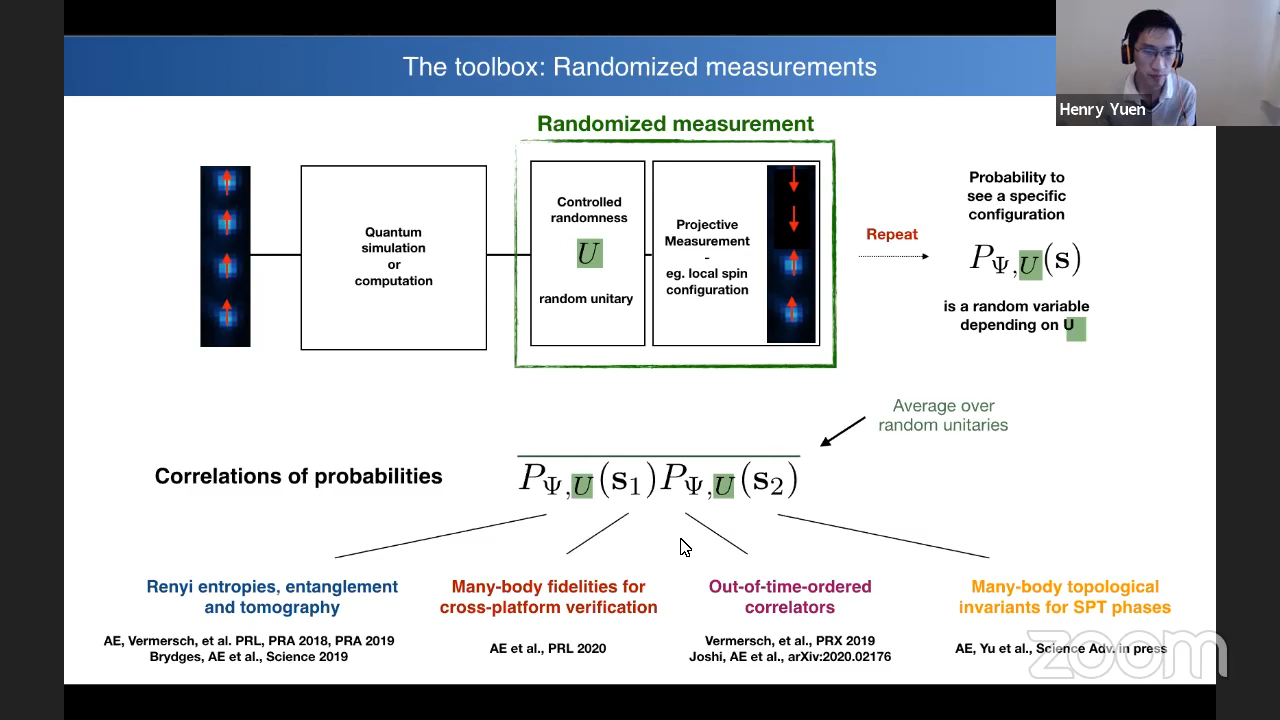 The toolbox: Randomized measurements
Henry Yuen
Randomized measurement
Quantum
simulation
or
computation
Controlled
randomness
U
random unitary
Projective
Measurement
-
eg. local spin
configuration
Repeat
Probability to
see a specific
configuration
P_{Ψ,U}(s)
is a random variable
depending on U
Average over
random unitaries
Correlations of probabilities
P_{Ψ,U}(s_1)P_{Ψ,U}(s_2)
Renyi entropies, entanglement
and tomography
AE, Vermersch, et al. PRL, PRA 2018, PRA 2019
Brydges, AE et al., Science 2019
Many-body fidelities for
cross-platform verification
AE et al., PRL 2020
Out-of-time-ordered
correlators
Vermersch, et al., PRX 2019
Joshi, AE et al., arXiv:2020.02176
Many-body topological
invariants for SPT phases
AE, Yu et al., Science Adv. in press
zoom